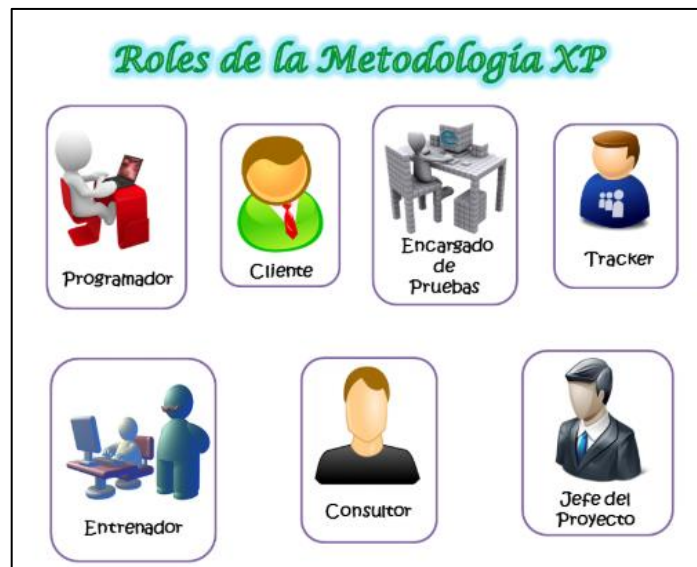 Roles de la Metodología XP
Programador
Cliente
Encargado
de
Pruebas
Tracker
Entrenador
Consultor
Jefe del
Proyecto